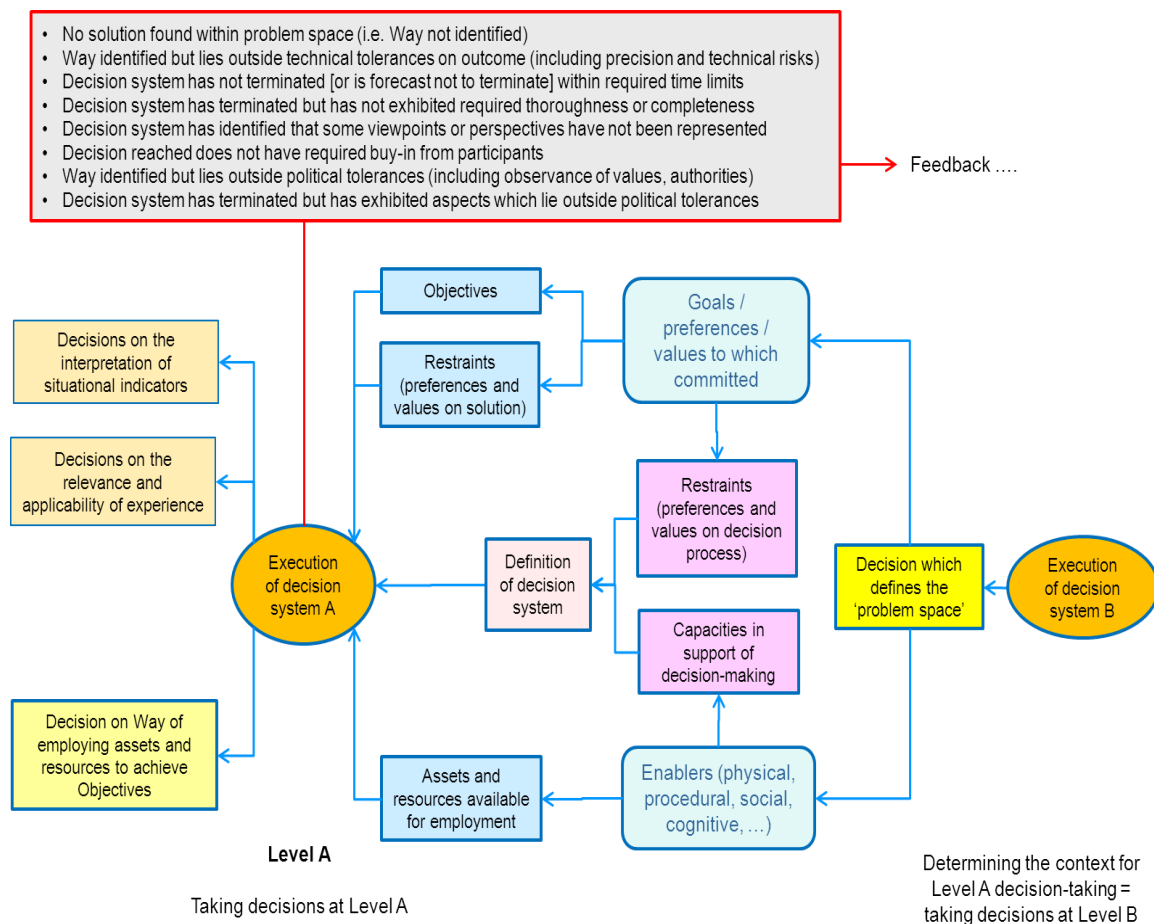 • No solution found within problem space (i.e. Way not identified)
• Way identified but lies outside technical tolerances on outcome (including precision and technical risks)
• Decision system has not terminated [or is forecast not to terminate] within required time limits
• Decision system has terminated but has not exhibited required thoroughness or completeness
• Decision system has identified that some viewpoints or perspectives have not been represented
• Decision reached does not have required buy-in from participants
• Way identified but lies outside political tolerances (including observance of values, authorities)
• Decision system has terminated but has exhibited aspects which lie outside political tolerances
Feedback ....
Objectives
Goals /
preferences /
values to which
committed
Decisions on the
interpretation of
situational indicators
Restraints
(preferences and
values on solution)
Decisions on the
relevance and
applicability of experience
Restraints
(preferences and
values on decision
process)
Execution
of decision
system A
Definition
of decision
system
Decision which
defines the
'problem space'
Execution
of decision
system B
Capacities in
support of
decision-making
Decision on Way of
employing assets and
resources to achieve
Objectives
Assets and
resources available
for employment
Enablers (physical,
procedural, social,
cognitive, …)
Level A
Taking decisions at Level A
Determining the context for
Level A decision-taking =
taking decisions at Level B